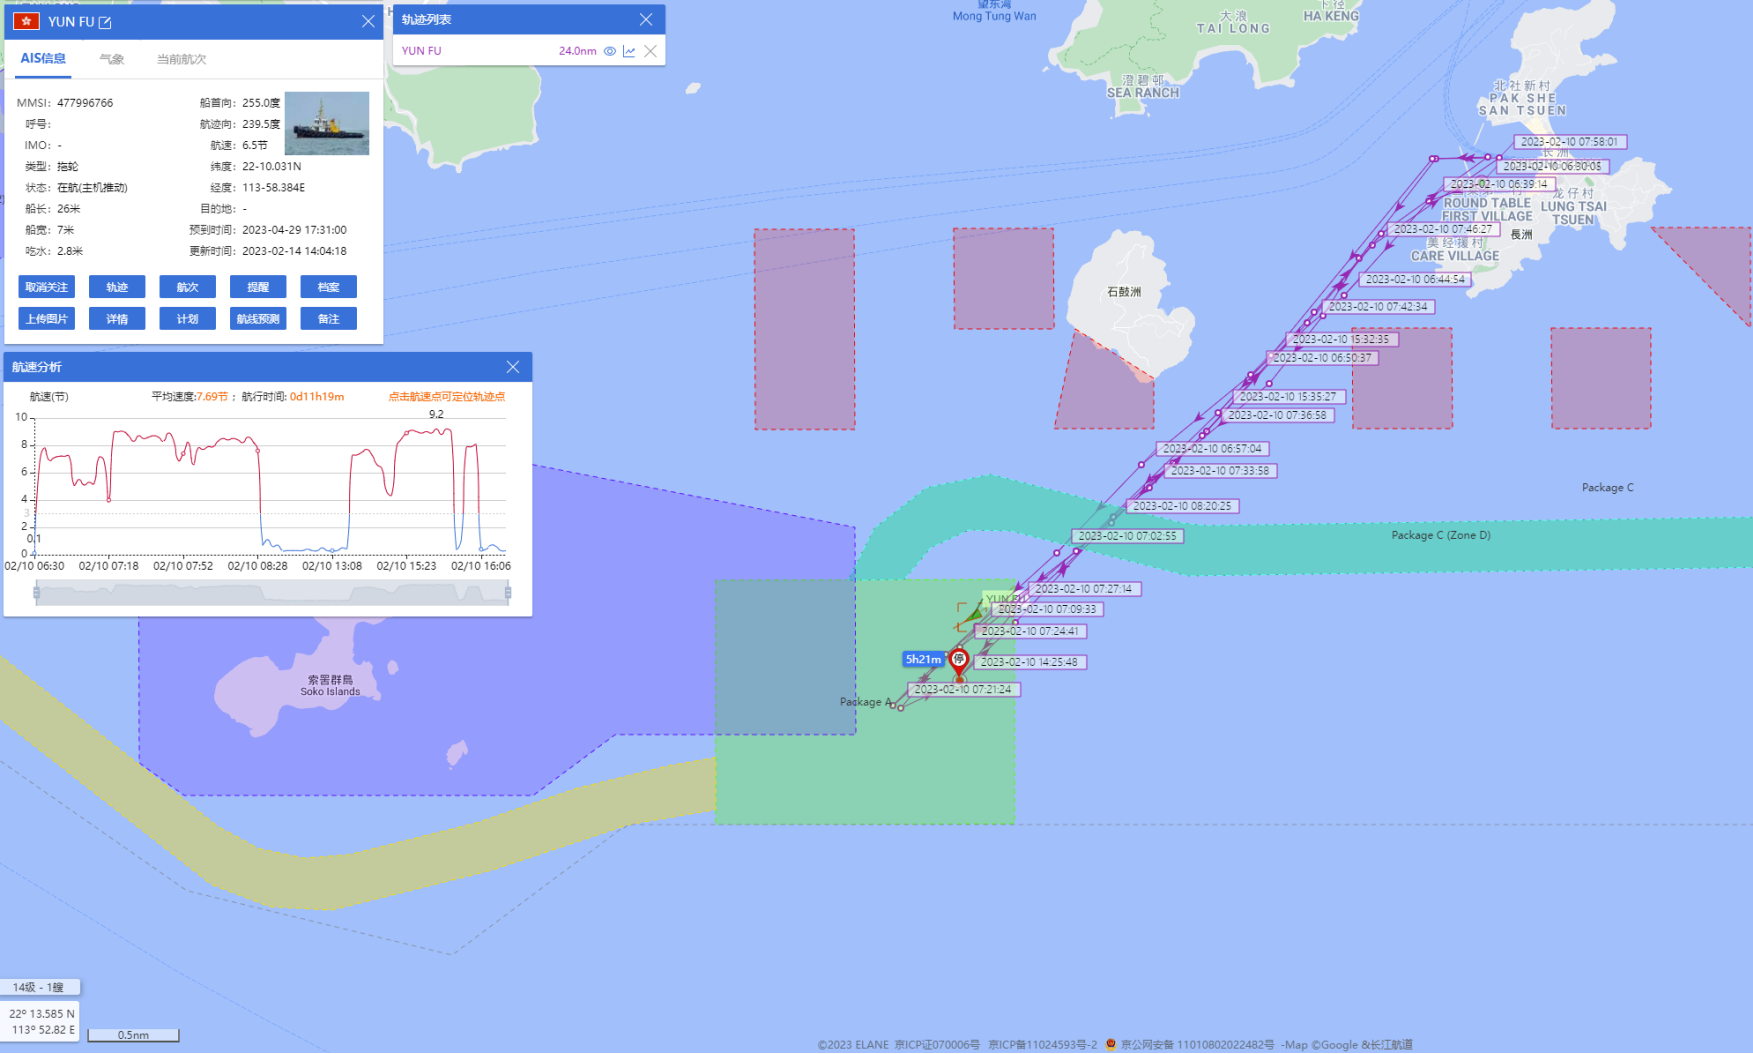 YUN FU
AIS信息
气象
当前航次
MMSI: 477996766
船首向: 255.0度
呼号:
航迹向: 239.5度
IMO: -
航速: 6.5节
类型: 拖轮
纬度: 22-10.031N
状态: 在航(主机推动)
经度: 113-58.384E
船长: 26米
目的地: -
船宽: 7米
预到时间: 2023-04-29 17:31:00
吃水: 2.8米
更新时间: 2023-02-14 14:04:18
取消关注
轨迹
航次
提醒
档案
上传图片
详情
计划
航线预测
备注
轨迹列表
YUN FU
24.0nm
航速分析
航速(节)
平均速度:7.69节 ; 航行时间: 0d11h19m
点击航速点可定位轨迹点
9.2
10
8
6
4
3
2
0.1
0
02/10 06:30
02/10 07:18
02/10 07:52
02/10 08:28
02/10 13:08
02/10 15:23
02/10 16:06
望东湾
Mong Tung Wan
大浪
TAI LONG
下径
HA KENG
澄碧邨
SEA RANCH
北社新村
PAK SHE
SAN TSUEN
2023-02-10 07:58:01
长洲
2023-02-10 06:30:05
2023-02-10 06:39:14
龙仔村
LUNG TSAI
TSUEN
ROUND TABLE
FIRST VILLAGE
2023-02-10 07:46:27
長洲
美经援村
CARE VILLAGE
2023-02-10 06:44:54
石鼓洲
2023-02-10 07:42:34
2023-02-10 15:32:35
2023-02-10 06:50:37
2023-02-10 15:35:27
2023-02-10 07:36:58
2023-02-10 06:57:04
2023-02-10 07:33:58
Package C
2023-02-10 08:20:25
2023-02-10 07:02:55
Package C (Zone D)
2023-02-10 07:27:14
YUN FU
2023-02-10 07:09:33
2023-02-10 07:24:41
5h21m
停
2023-02-10 14:25:48
2023-02-10 07:21:24
Package A
索罟群島
Soko Islands
14级 - 1艘
22º 13.585 N
113º 52.82 E
0.5nm
©2023 ELANE 京ICP证070006号 京ICP备11024593号-2 京公网安备 11010802022482号 -Map ©Google &长江航道